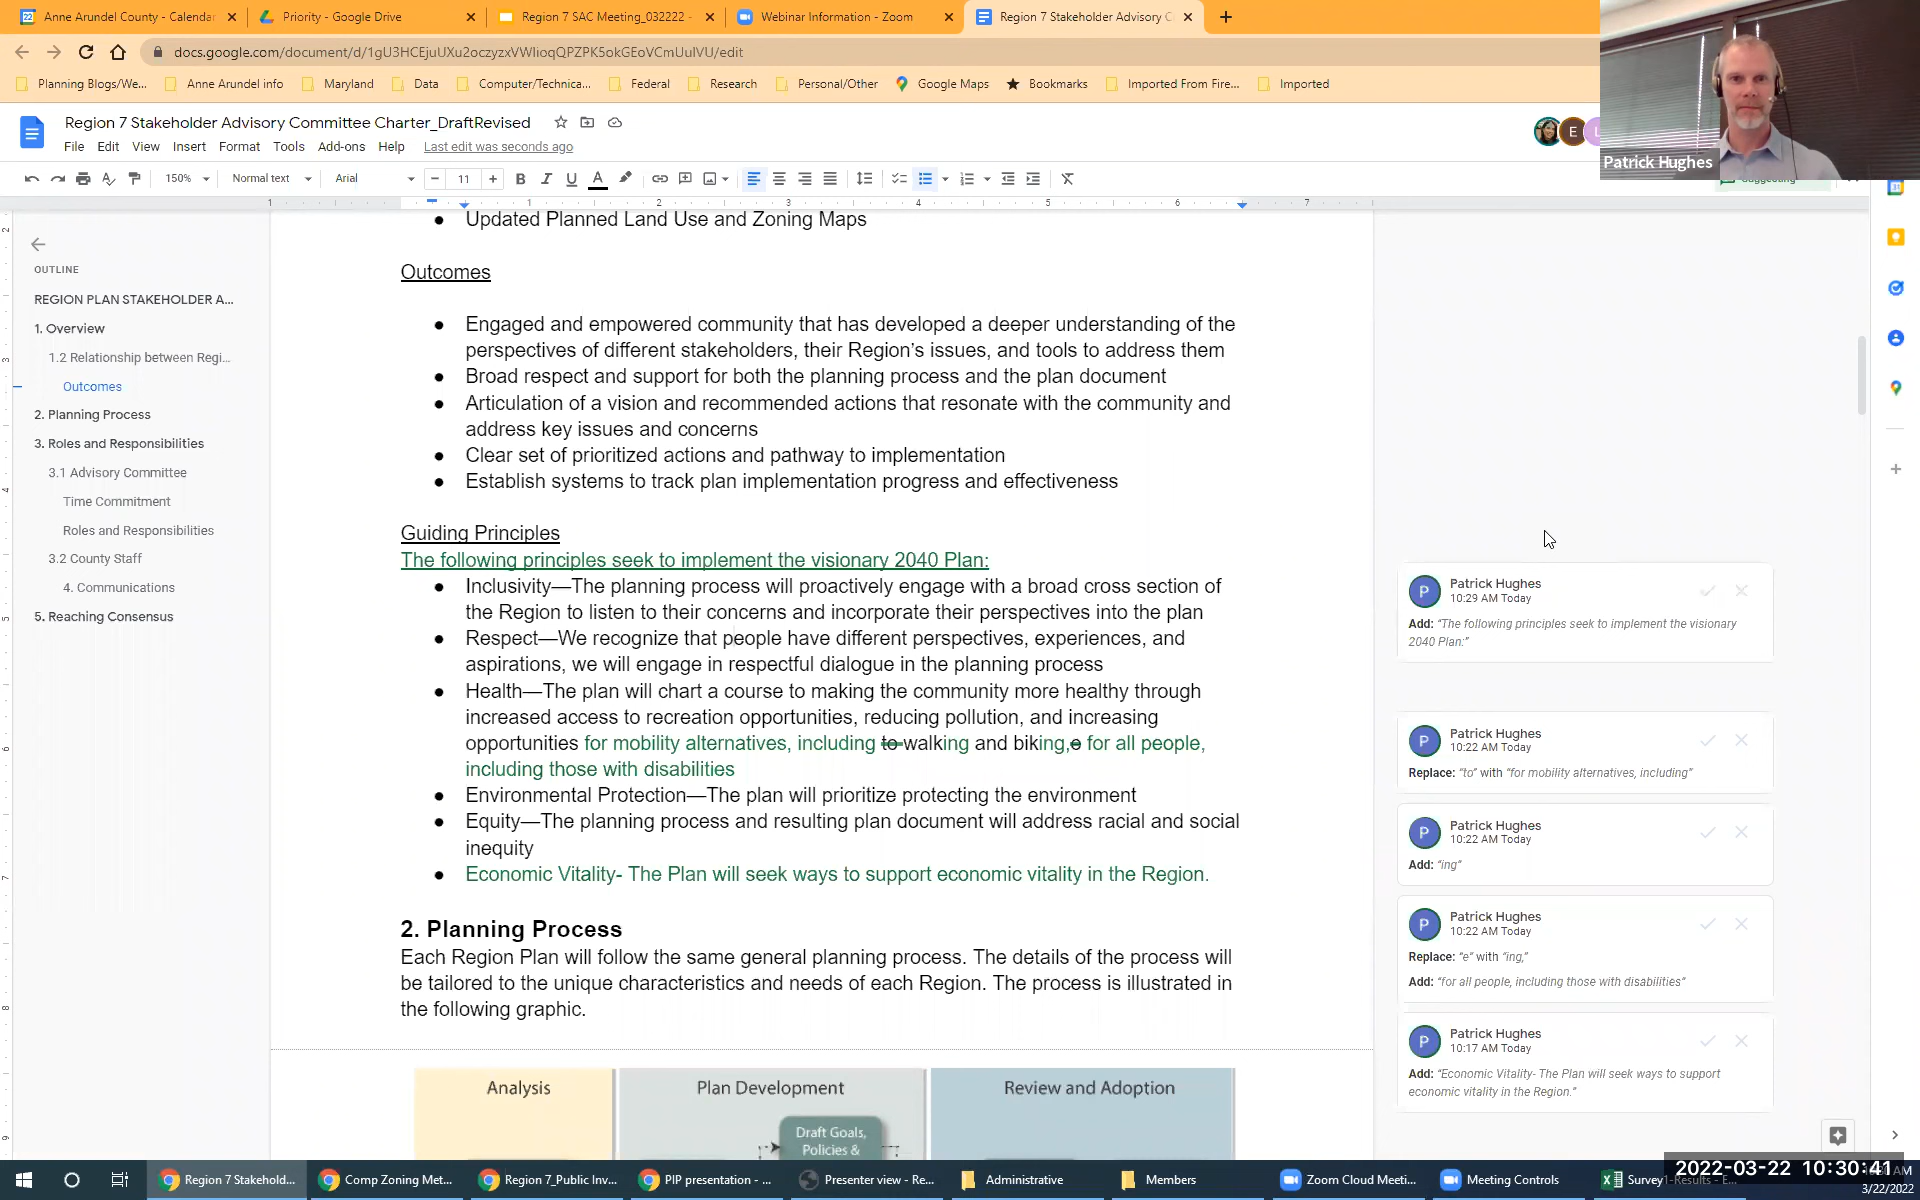 Anne Arundel County - Calenda
Priority - Google Drive
Region 7 SAC Meeting_032222 -
Webinar Information - Zoom
Region 7 Stakeholder Advisory C
docs.google.com/document/d/1gU3HCEjuUXu2oczyzxVWIioqQPZPK5okGEoVCmUuIVU/edit
Planning Blogs/We...
Anne Arundel info
Maryland
Data
Computer/Technica...
Federal
Research
Personal/Other
Google Maps
Bookmarks
Imported From Fire...
Imported
Patrick Hughes
Region 7 Stakeholder Advisory Committee Charter_DraftRevised
File Edit View Insert Format Tools Add-ons Help Last edit was seconds ago
E
150% Normal text Arial 11
OUTLINE
REGION PLAN STAKEHOLDER A...
1. Overview
1.2 Relationship between Regi...
Outcomes
2. Planning Process
3. Roles and Responsibilities
3.1 Advisory Committee
Time Commitment
Roles and Responsibilities
3.2 County Staff
4. Communications
5. Reaching Consensus
● Updated Planned Land Use and Zoning Maps
Outcomes
● Engaged and empowered community that has developed a deeper understanding of the
perspectives of different stakeholders, their Region's issues, and tools to address them
● Broad respect and support for both the planning process and the plan document
● Articulation of a vision and recommended actions that resonate with the community and
address key issues and concerns
● Clear set of prioritized actions and pathway to implementation
● Establish systems to track plan implementation progress and effectiveness
Guiding Principles
The following principles seek to implement the visionary 2040 Plan:
● Inclusivity—The planning process will proactively engage with a broad cross section of
the Region to listen to their concerns and incorporate their perspectives into the plan
● Respect—We recognize that people have different perspectives, experiences, and
aspirations, we will engage in respectful dialogue in the planning process
● Health—The plan will chart a course to making the community more healthy through
increased access to recreation opportunities, reducing pollution, and increasing
opportunities for mobility alternatives, including to walking and biking,e for all people,
including those with disabilities
● Environmental Protection—The plan will prioritize protecting the environment
● Equity—The planning process and resulting plan document will address racial and social
inequity
● Economic Vitality- The Plan will seek ways to support economic vitality in the Region.
2. Planning Process
Each Region Plan will follow the same general planning process. The details of the process will
be tailored to the unique characteristics and needs of each Region. The process is illustrated in
the following graphic.
Analysis
Plan Development
Review and Adoption
Draft Goals,
Policies &
P
Patrick Hughes
10:29 AM Today
Add: "The following principles seek to implement the visionary
2040 Plan:"
P
Patrick Hughes
10:22 AM Today
Replace: "to" with "for mobility alternatives, including"
P
Patrick Hughes
10:22 AM Today
Add: "ing"
P
Patrick Hughes
10:22 AM Today
Replace: "e" with "ing,"
Add: "for all people, including those with disabilities"
P
Patrick Hughes
10:17 AM Today
Add: "Economic Vitality- The Plan will seek ways to support
economic vitality in the Region."
Region 7 Stakehold...
Comp Zoning Met...
Region 7_Public Inv...
PIP presentation - ...
Presenter view - Re...
Administrative
Members
Zoom Cloud Meeti...
Meeting Controls
2022-03-22 10:30:41
3/22/2022